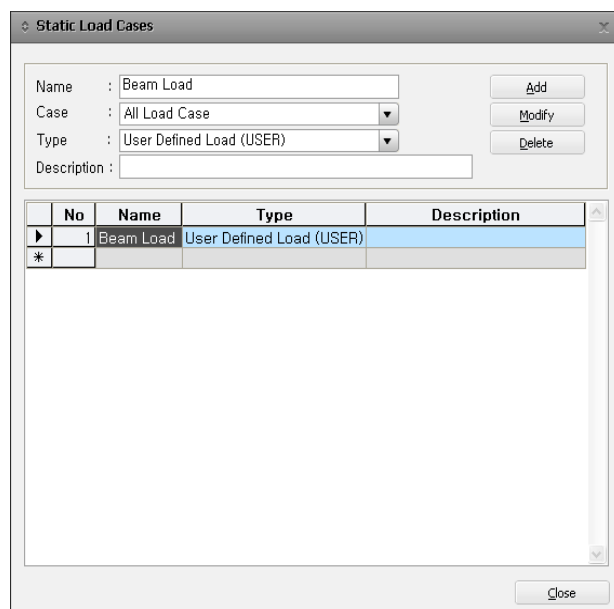 Static Load Cases
Name : Beam Load Add
Case : All Load Case Modify
Type : User Defined Load (USER) Delete
Description :
No Name Type Description
1 Beam Load User Defined Load (USER)
Close